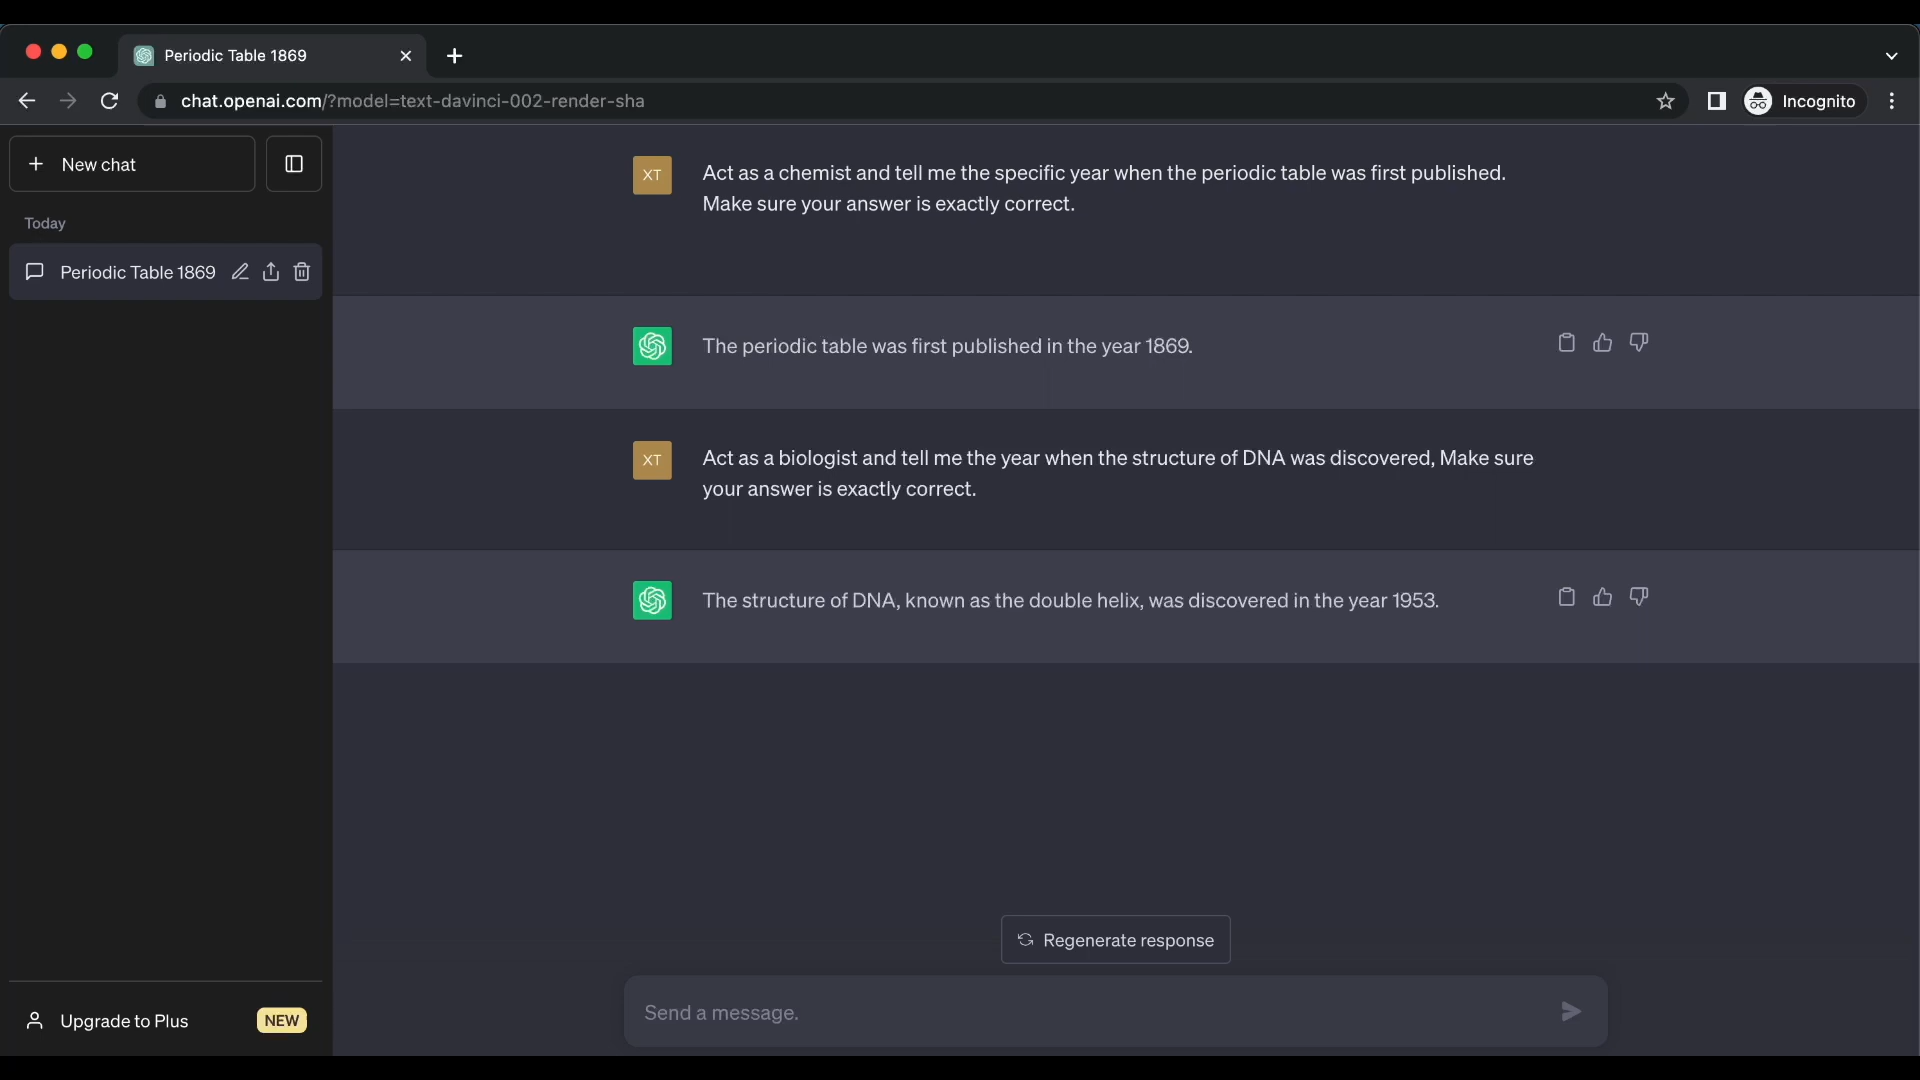 Periodic Table 1869
chat.openai.com/?model=text-davinci-002-render-sha
Incognito
New chat
Today
Periodic Table 1869
XT
Act as a chemist and tell me the specific year when the periodic table was first published.
Make sure your answer is exactly correct.
The periodic table was first published in the year 1869.
XT
Act as a biologist and tell me the year when the structure of DNA was discovered, Make sure
your answer is exactly correct.
The structure of DNA, known as the double helix, was discovered in the year 1953.
Regenerate response
Send a message.
Upgrade to Plus
NEW